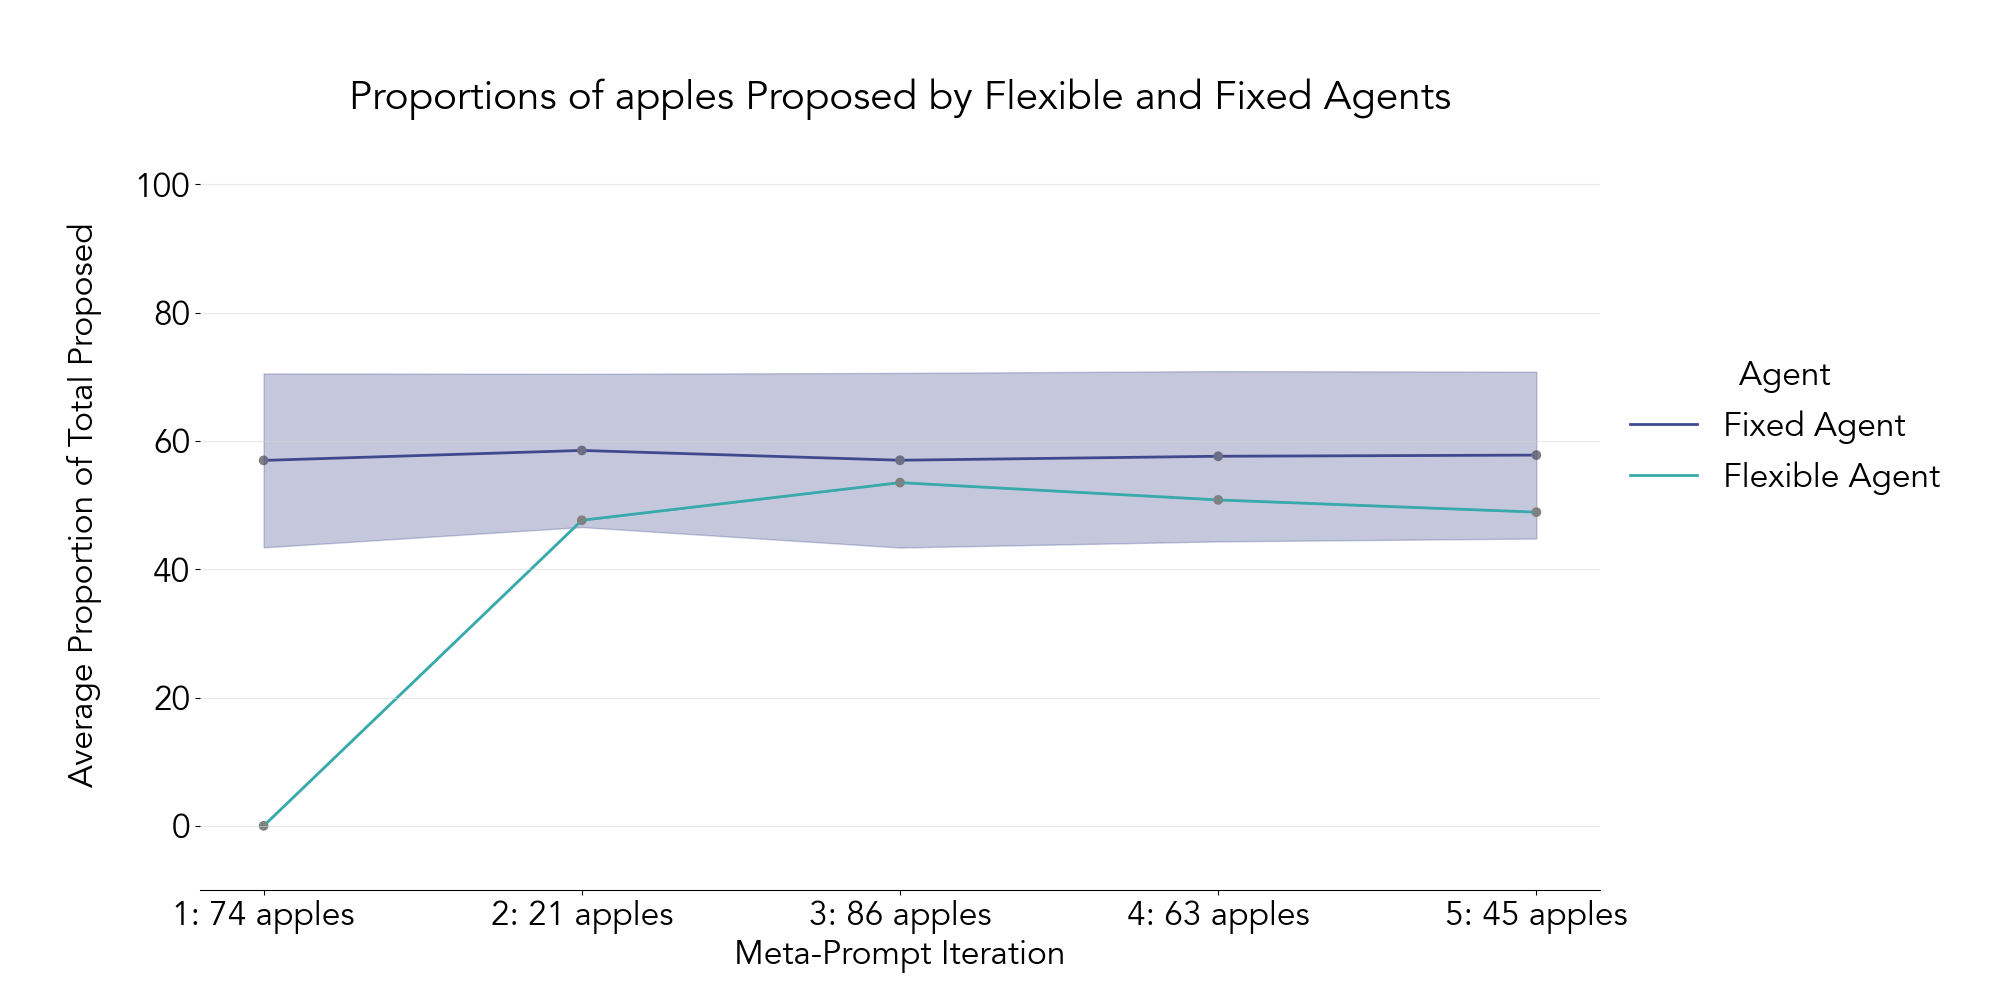 Proportions of apples Proposed by Flexible and Fixed Agents
Average Proportion of Total Proposed
100
80
60
40
20
0
1: 74 apples
2: 21 apples
3: 86 apples
4: 63 apples
5: 45 apples
Meta-Prompt Iteration
Agent
Fixed Agent
Flexible Agent